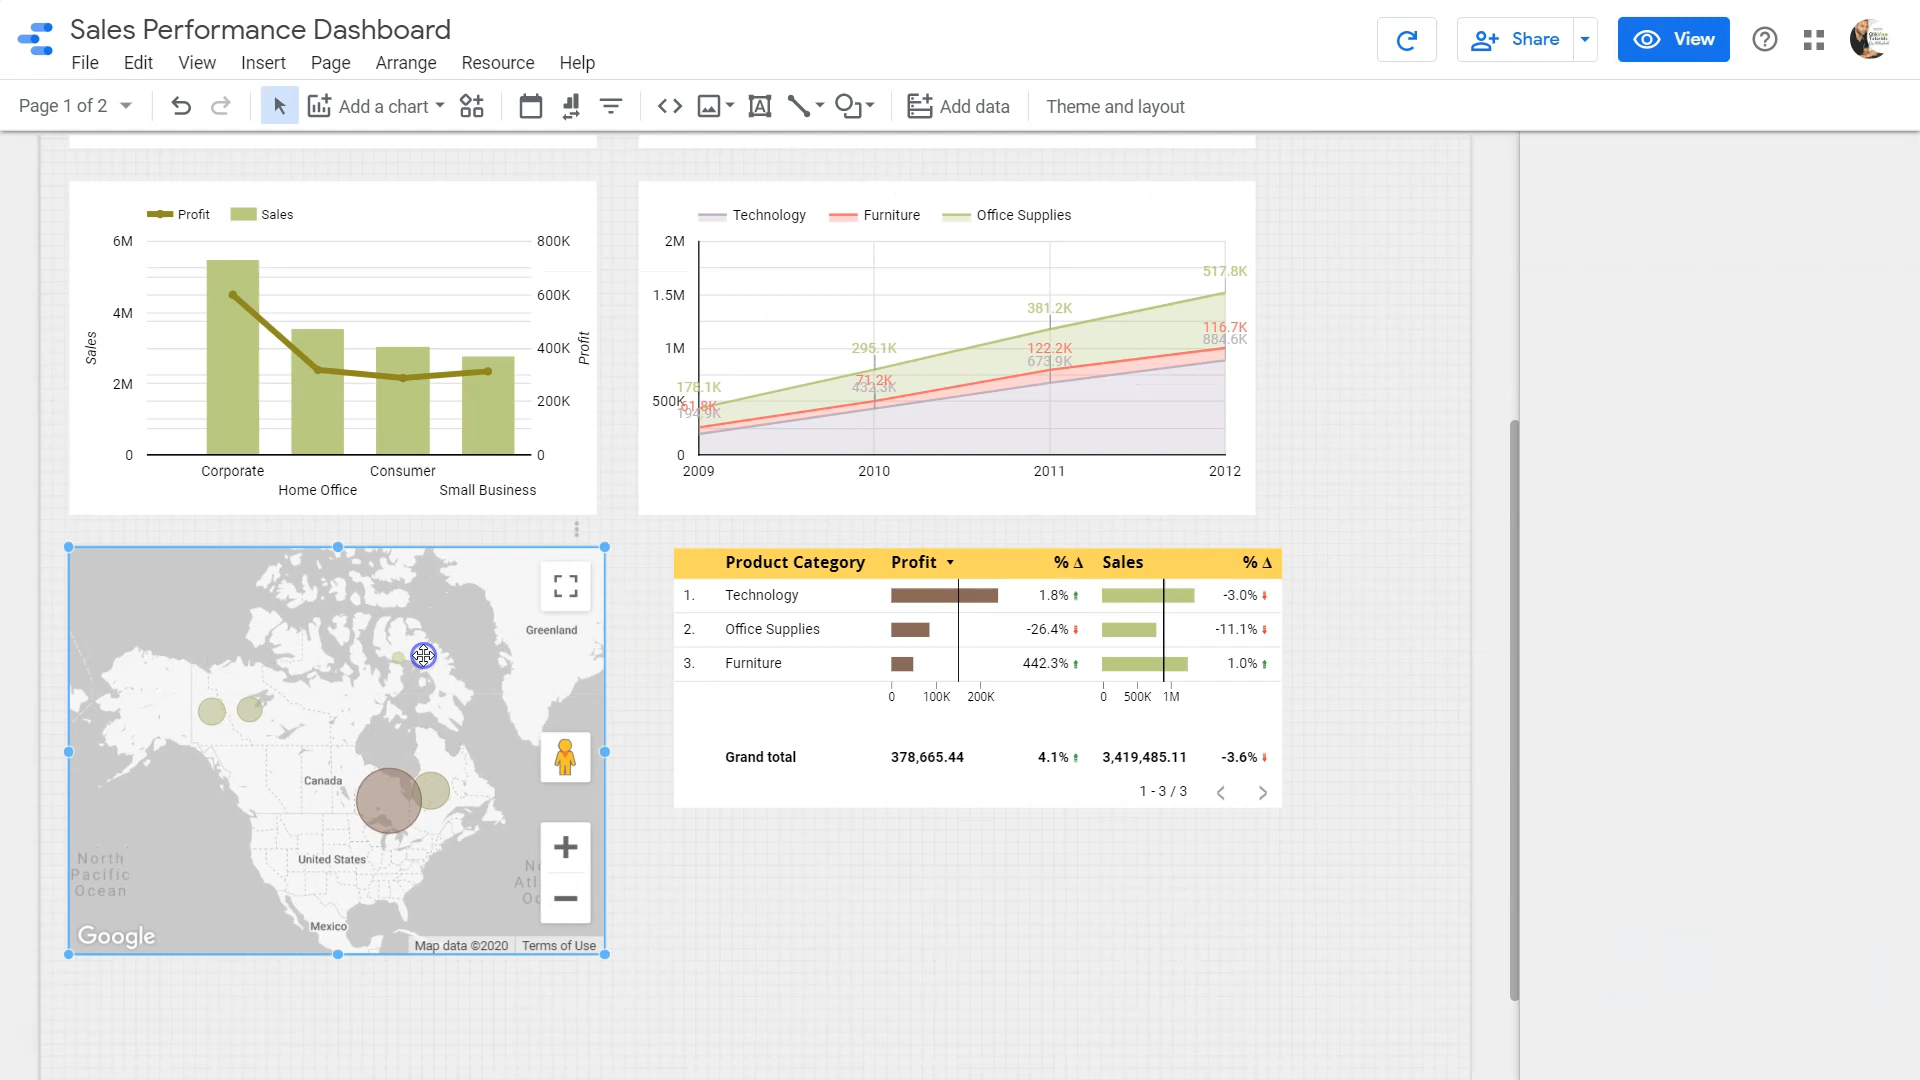 Sales Performance Dashboard
File Edit View Insert Page Arrange Resource Help
Share
View
Page 1 of 2
Add a chart
Add data
Theme and layout
Profit Sales
6M 800K
600K
4M
400K
2M
200K
0 0
Sales
Profit
Corporate Consumer
Home Office Small Business
Technology Furniture Office Supplies
2M
1.5M
1M
500K
0
517.8K
381.2K
295.1K
178.1K
116.7K
122.2K
71.2K
61.8K
884.6K
673.9K
432.3K
194.9K
2009 2010 2011 2012
Greenland
Canada
United States
North
Pacific
Ocean
Mexico
Google
Map data ©2020 Terms of Use
Product Category Profit % Δ Sales % Δ
1. Technology 1.8% -3.0%
2. Office Supplies -26.4% -11.1%
3. Furniture 442.3% 1.0%
0 100K 200K 0 500K 1M
Grand total 378,665.44 4.1% 3,419,485.11 -3.6%
1 - 3 / 3